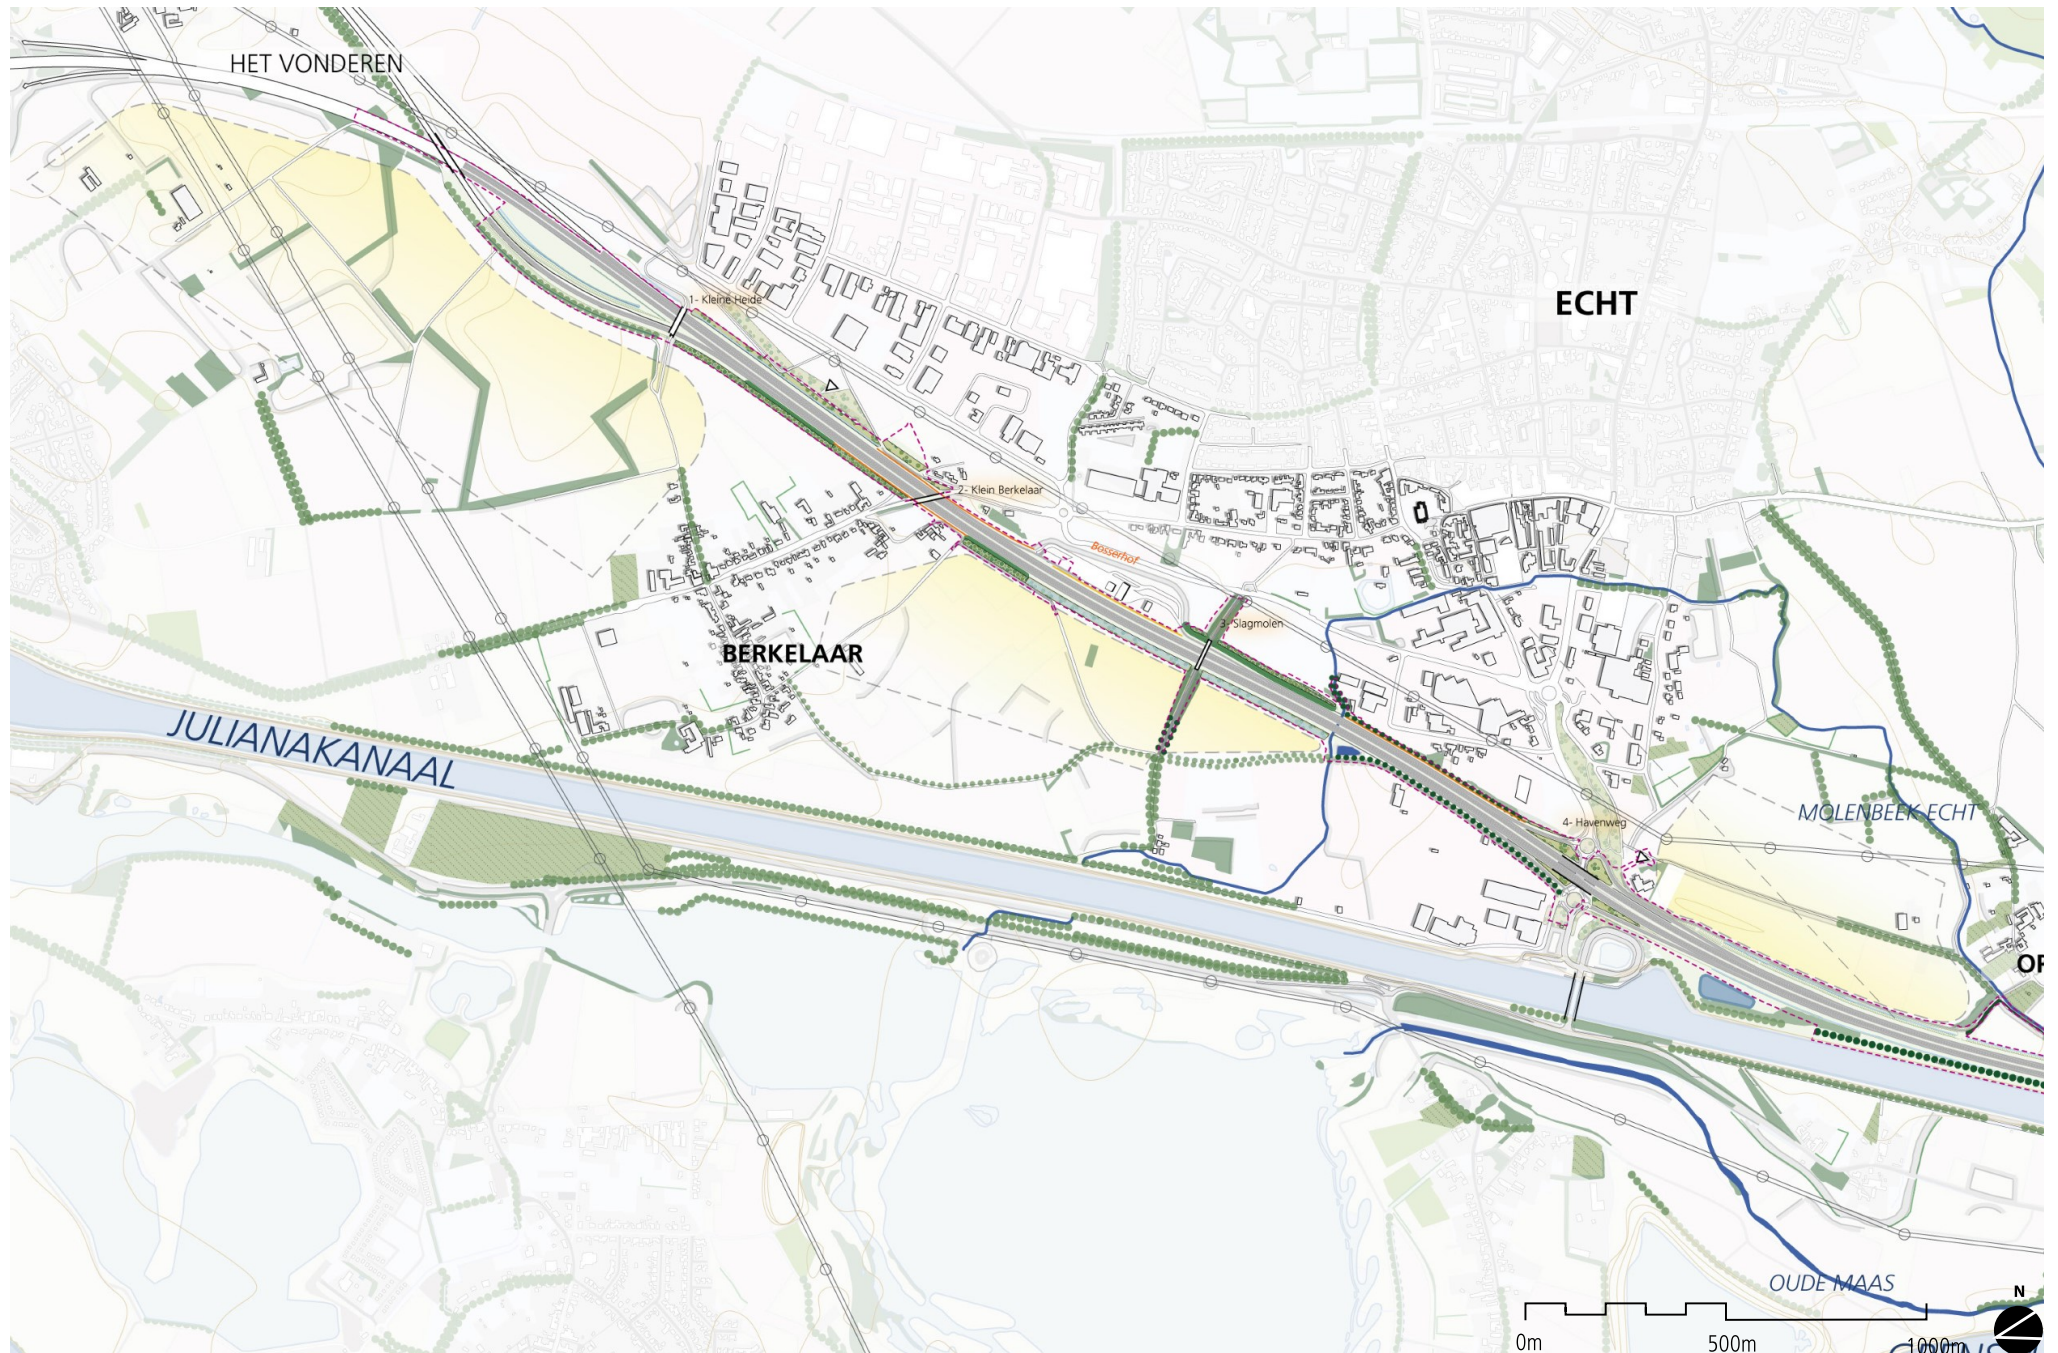 HET VONDEREN
1- Kleine Heide
ECHT
2- Klein Berkelaar
Bosserhof
3- Slagmolen
BERKELAAR
JULIANAKANAAL
4- Havenweg
MOLENBEEK ECHT
OUDE MAAS
N
0m
500m
1000m